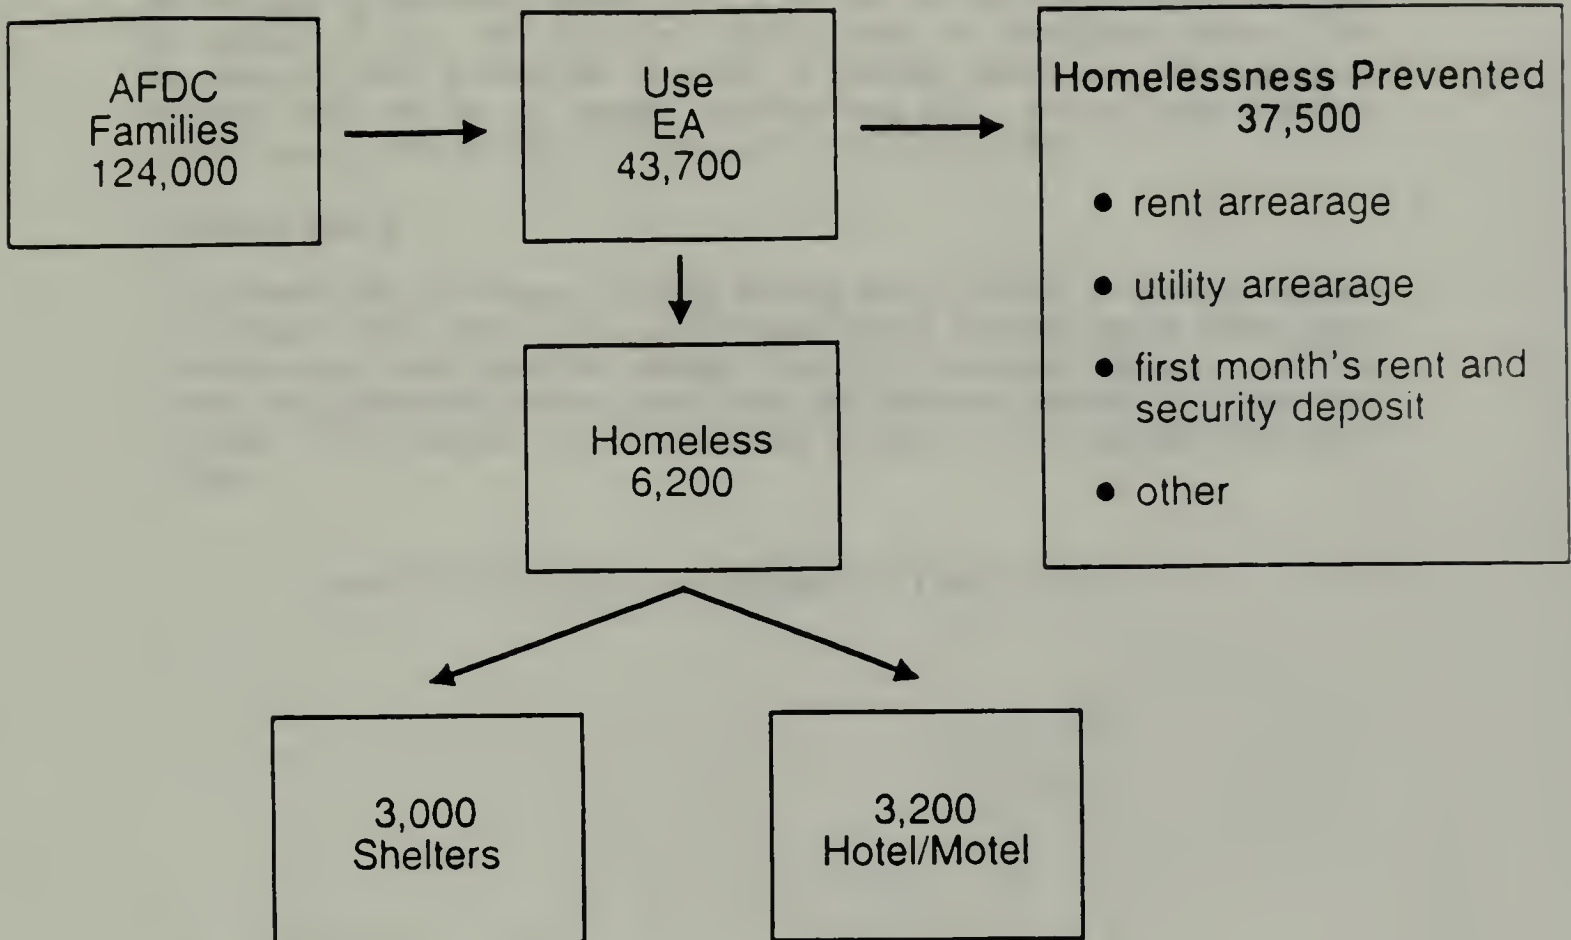 AFDC
Families
124,000
Use
EA
43,700
Homelessness Prevented
37,500
● rent arrearage
● utility arrearage
● first month's rent and
security deposit
● other
Homeless
6,200
3,000
Shelters
3,200
Hotel/Motel